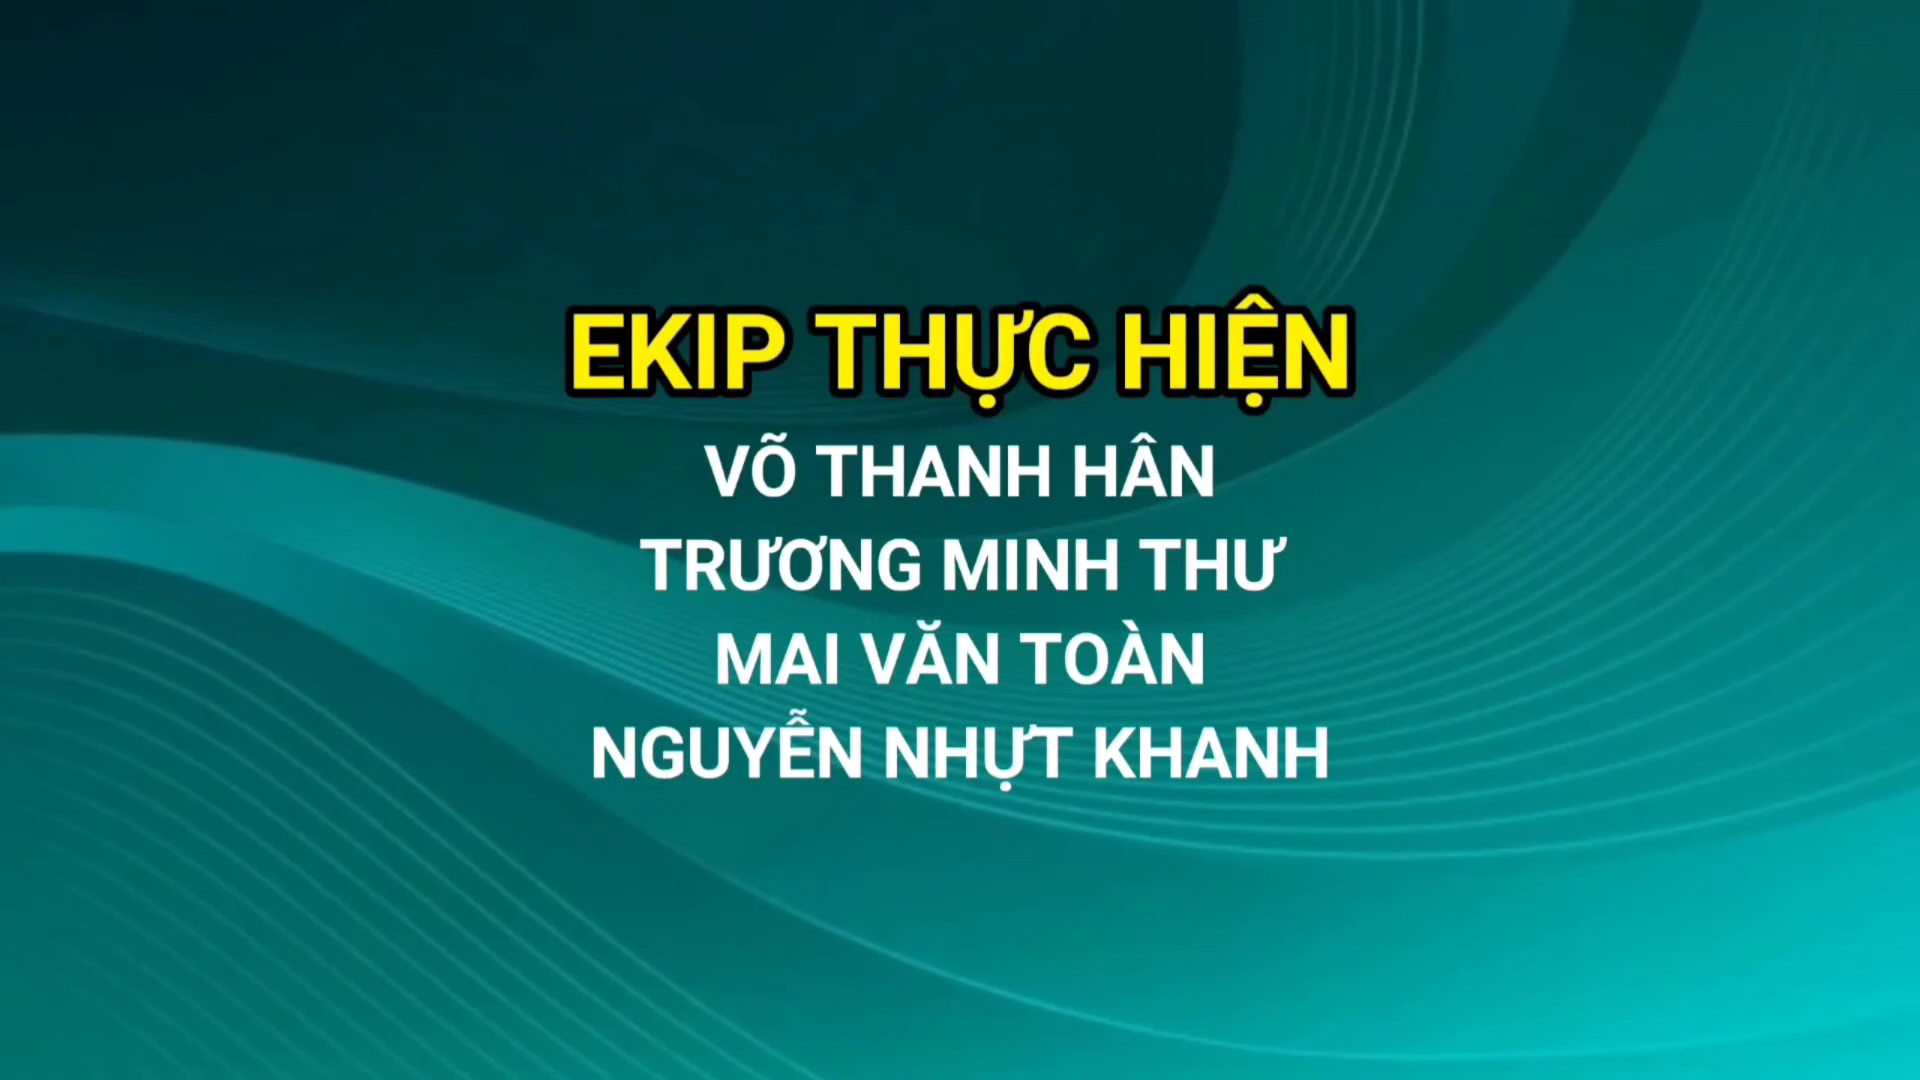 EKIP THỰC HIỆN
VÕ THANH HÂN
TRƯƠNG MINH THƯ
MAI VĂN TOÀN
NGUYỄN NHỰT KHANH